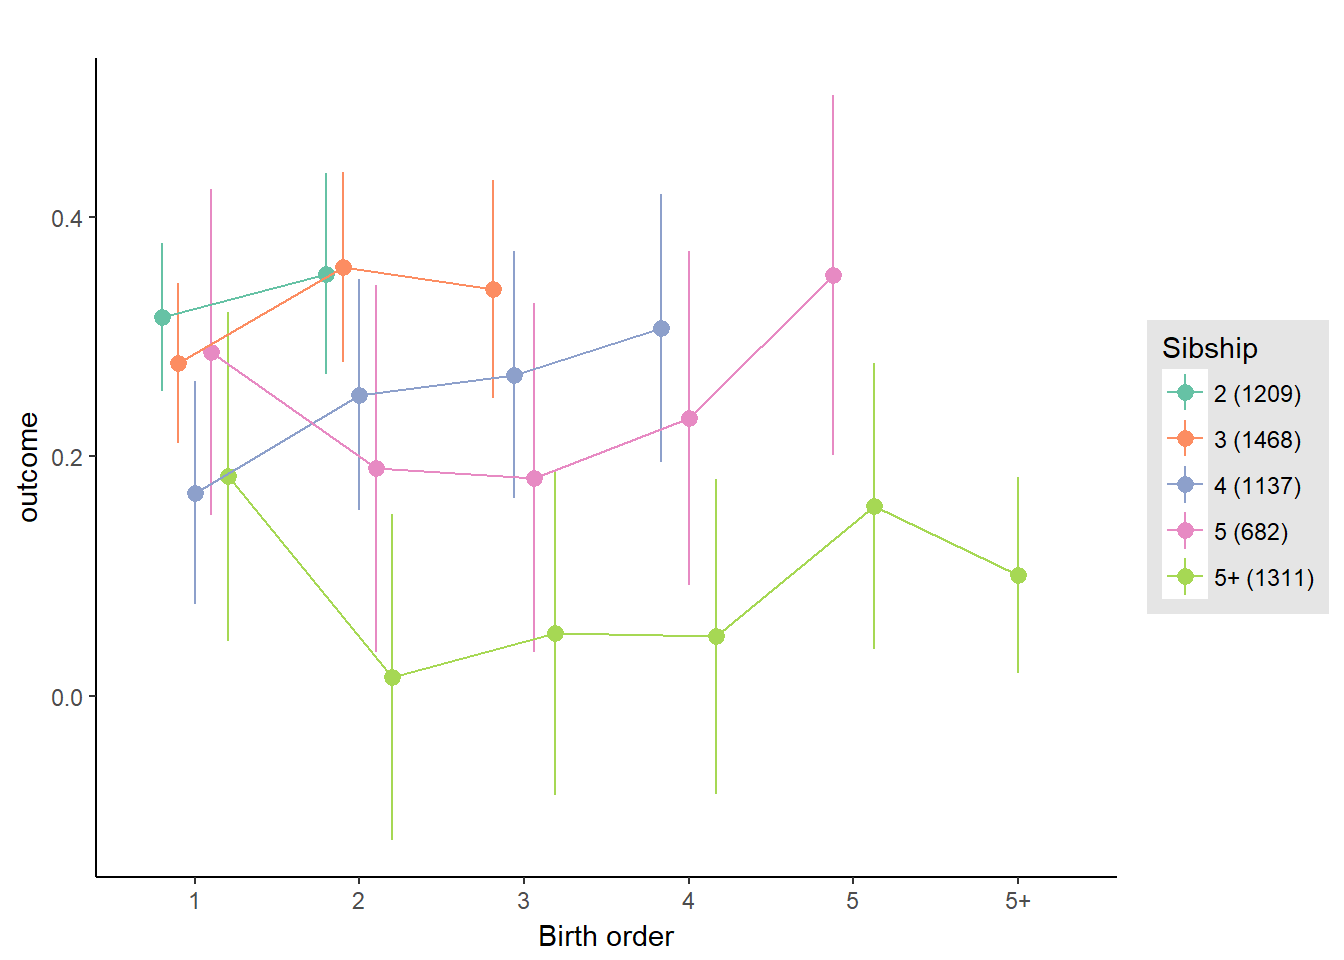 outcome
0.4
0.2
0.0
1 2 3 4 5 5+
Birth order
Sibship
2 (1209)
3 (1468)
4 (1137)
5 (682)
5+ (1311)